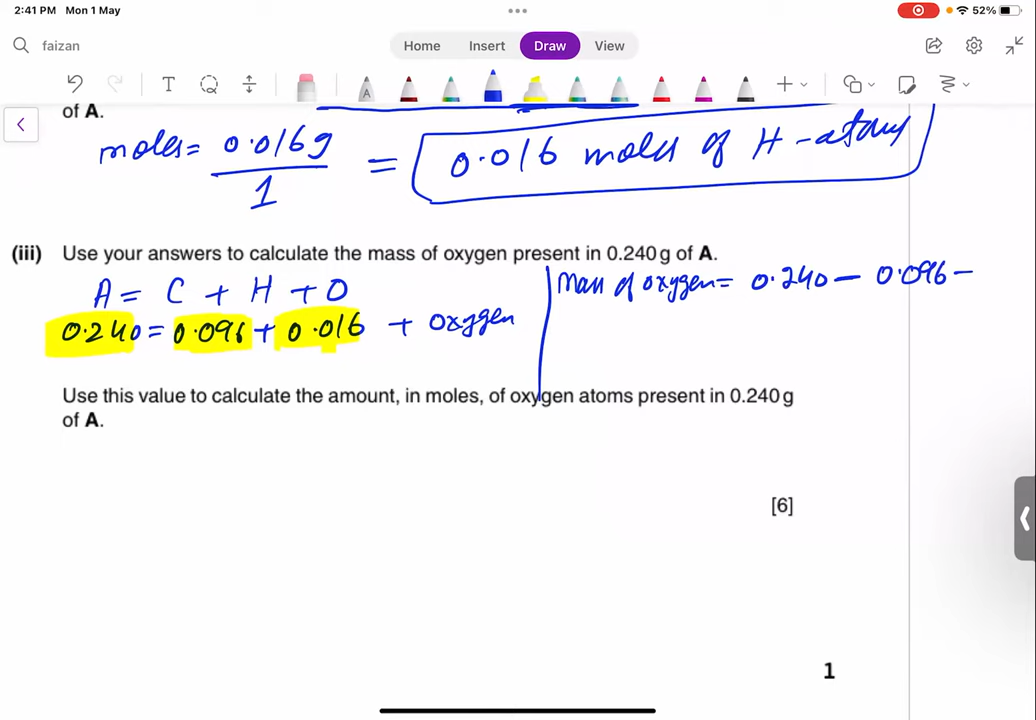 2:41 PM Mon 1 May
52%
faizan
Home Insert Draw View
T
A
of A.
moles = 0.016g / 1 = 0.016 moles of H-atoms
(iii) Use your answers to calculate the mass of oxygen present in 0.240 g of A.
A = C + H + O
0.240 = 0.096 + 0.016 + oxygen
Mass of oxygen = 0.240 – 0.096 –
Use this value to calculate the amount, in moles, of oxygen atoms present in 0.240 g
of A.
[6]
1